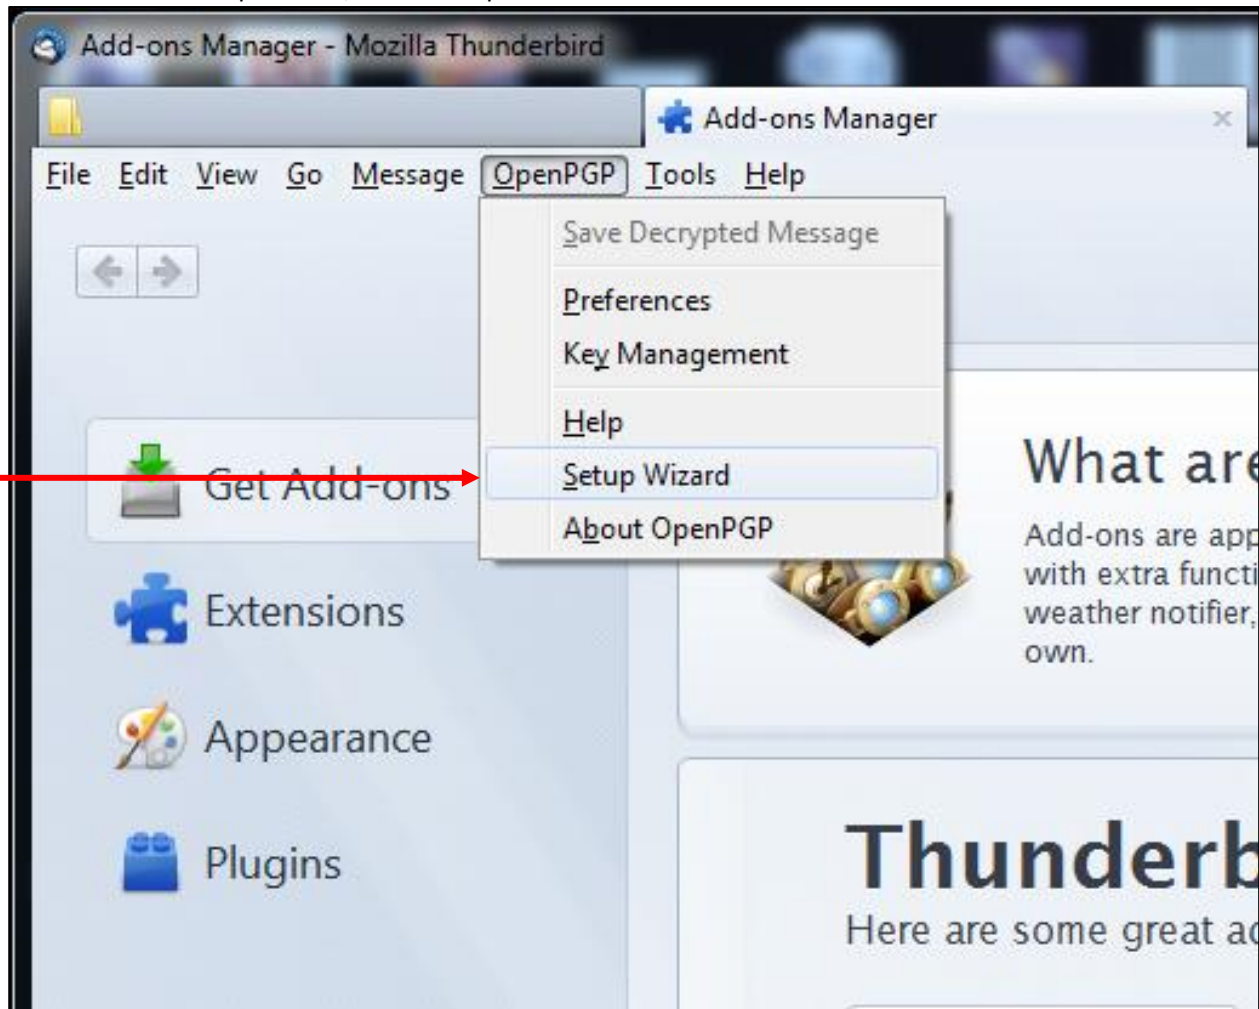 Add-ons Manager - Mozilla Thunderbird
Add-ons Manager
File Edit View Go Message OpenPGP Tools Help
Save Decrypted Message
Preferences
Key Management
Help
Setup Wizard
About OpenPGP
Get Add-ons
Extensions
Appearance
Plugins
What are
Add-ons are app
with extra functi
weather notifier,
own.
Thunderb
Here are some great ad